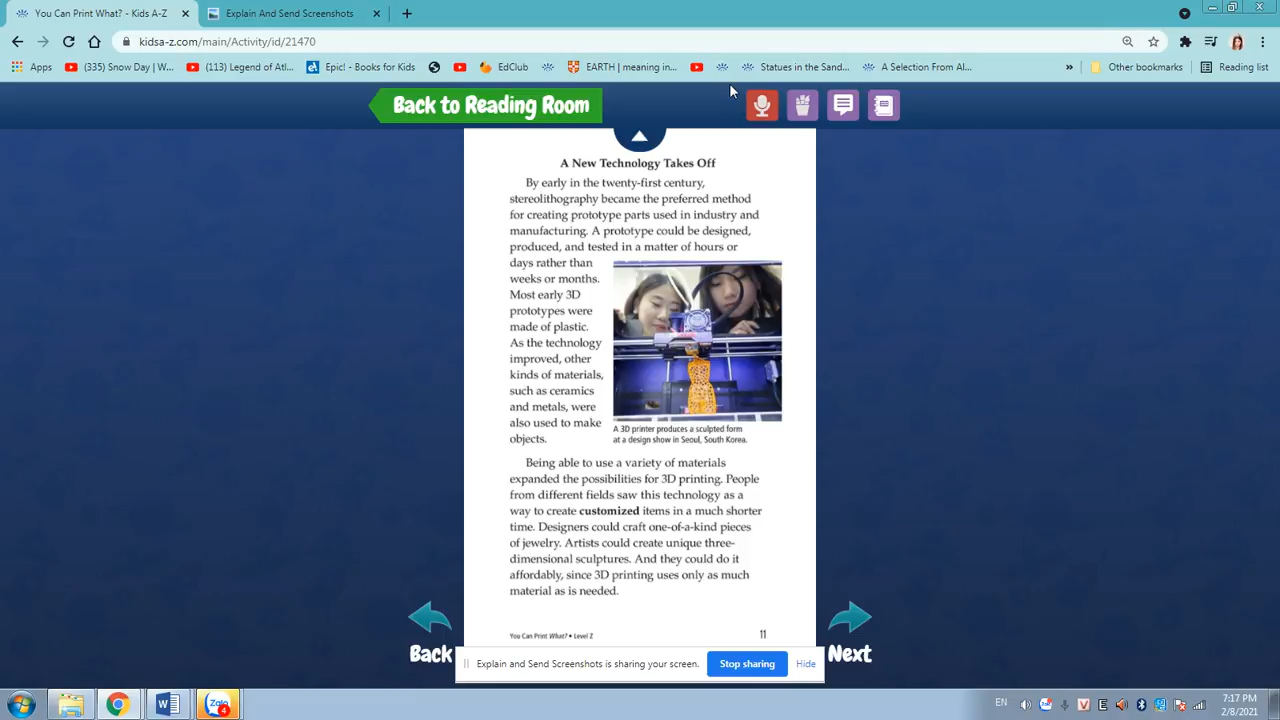 You Can Print What? - Kids A-Z
Explain And Send Screenshots
kidsa-z.com/main/Activity/id/21470
Apps
(335) Snow Day | W...
(113) Legend of Atl...
Epic! - Books for Kids
EdClub
EARTH | meaning in...
Statues in the Sand...
A Selection From Al...
»
Other bookmarks
Reading list
Back to Reading Room
A New Technology Takes Off
By early in the twenty-first century,
stereolithography became the preferred method
for creating prototype parts used in industry and
manufacturing. A prototype could be designed,
produced, and tested in a matter of hours or
days rather than
weeks or months.
Most early 3D
prototypes were
made of plastic.
As the technology
improved, other
kinds of materials,
such as ceramics
and metals, were
also used to make
objects.
A 3D printer produces a sculpted form
at a design show in Seoul, South Korea.
Being able to use a variety of materials
expanded the possibilities for 3D printing. People
from different fields saw this technology as a
way to create customized items in a much shorter
time. Designers could craft one-of-a-kind pieces
of jewelry. Artists could create unique three-
dimensional sculptures. And they could do it
affordably, since 3D printing uses only as much
material as is needed.
You Can Print What? • Level Z
11
Back
Next
Explain and Send Screenshots is sharing your screen.
Stop sharing
Hide
Zalo
4
EN
7:17 PM
2/8/2021